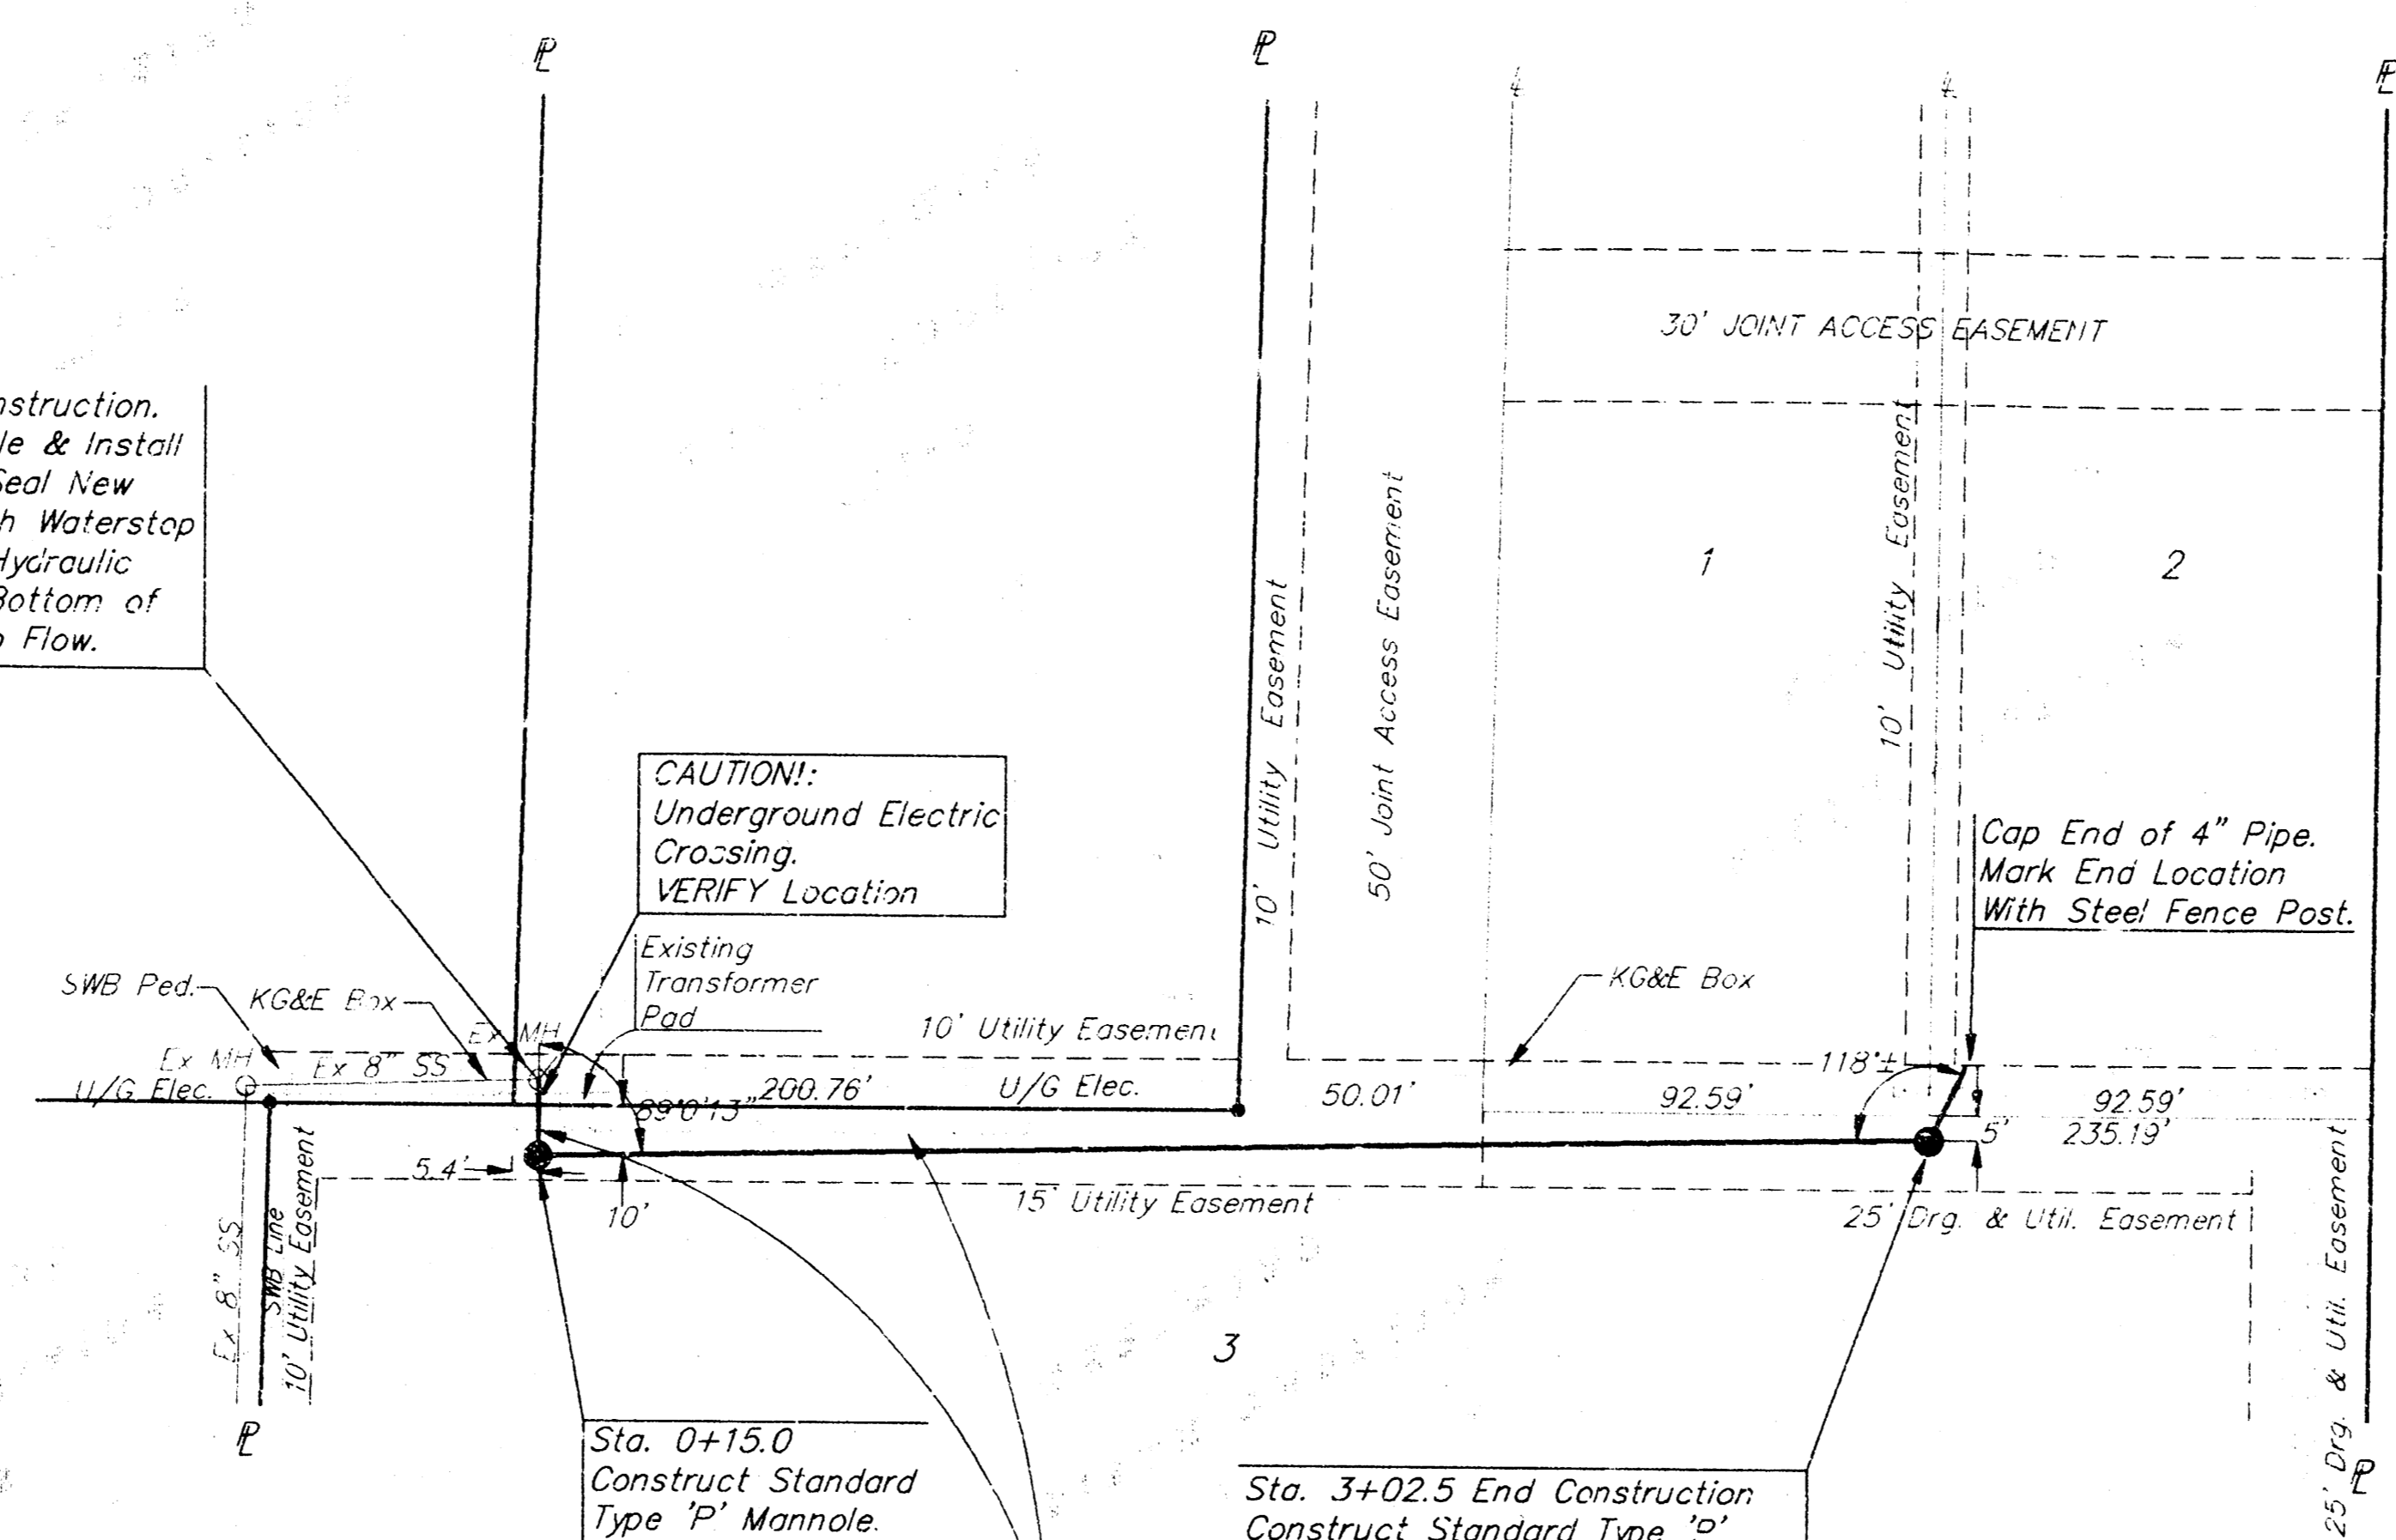 ℄
℄
℄
℄
℄
30' JOINT ACCESS EASEMENT
nstruction.
le & Install
Seal New
h Waterstop
Hydraulic
Bottom of
Flow.
10' Utility Easement
50' Joint Access Easement
10' Utility Easement
1
2
CAUTION!:
Underground Electric
Crossing.
VERIFY Location
Cap End of 4" Pipe.
Mark End Location
With Steel Fence Post.
Existing
Transformer
Pad
SWB Ped.
KG&E Box
KG&E Box
Ex MH
10' Utility Easement
Ex MH
Ex 8" SS
118°±
U/G Elec.
200.76'
U/G Elec.
50.01'
92.59'
92.59'
89°0'13"
5'
235.19'
5.4'
10'
15' Utility Easement
25' Drg. & Util. Easement
Ex 8" SS
SWB Line
10' Utility Easement
25' Drg. & Util. Easement
3
Sta. 0+15.0
Construct Standard
Type 'P' Mannole.
Sta. 3+02.5 End Construction
Construct Standard Type 'P'